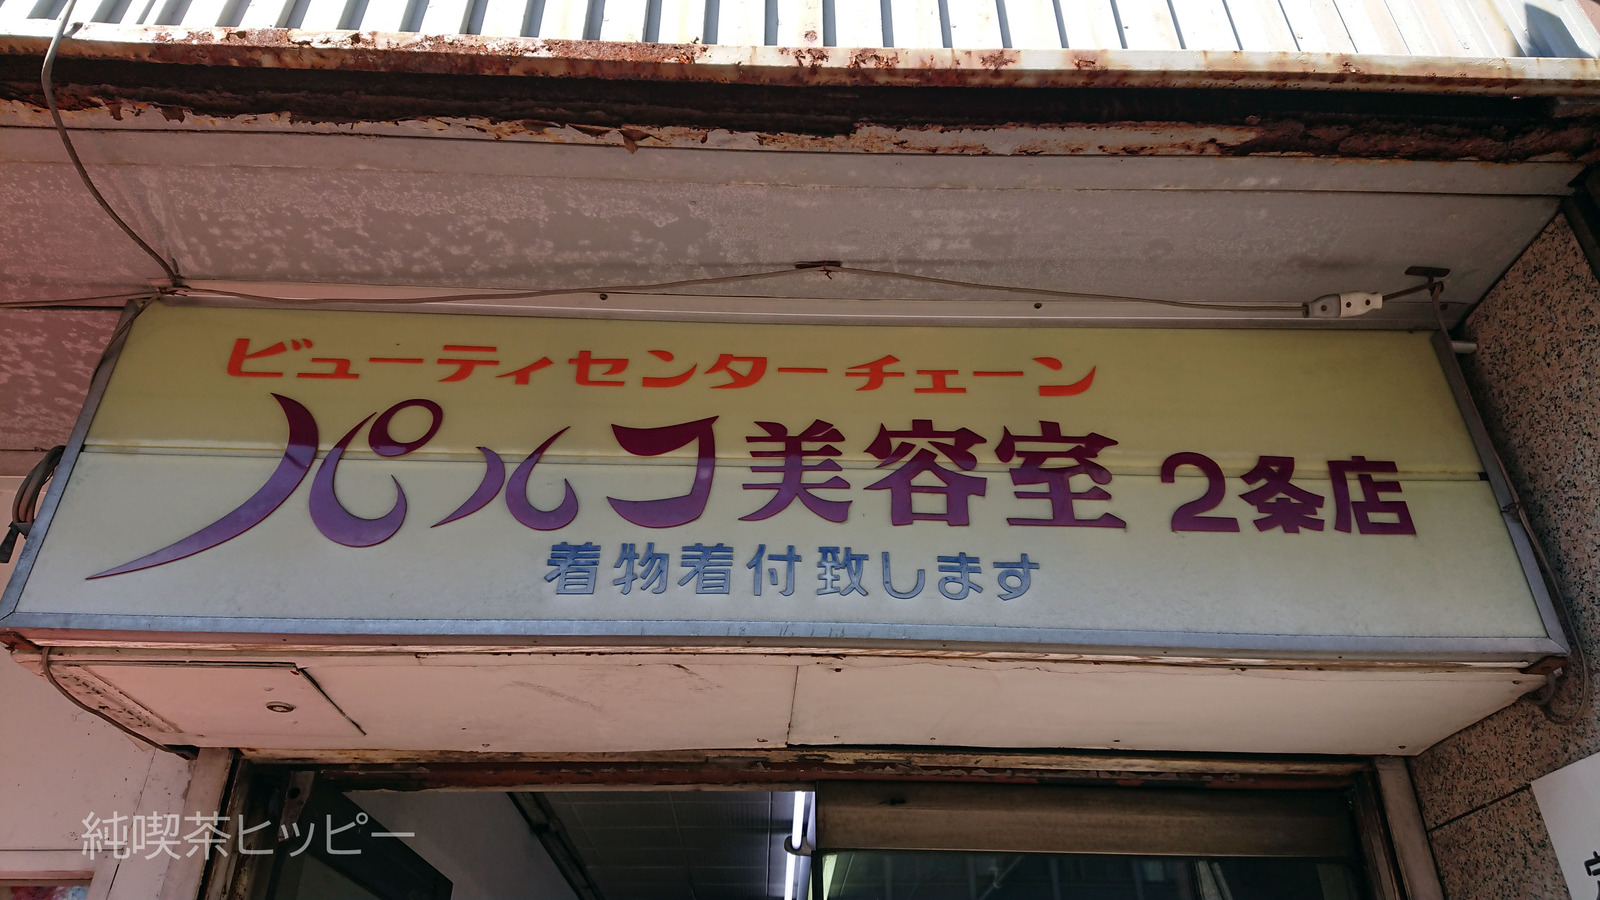 ビューティセンターチェーン
パルコ美容室 2条店
着物着付致します
純喫茶ヒッピー